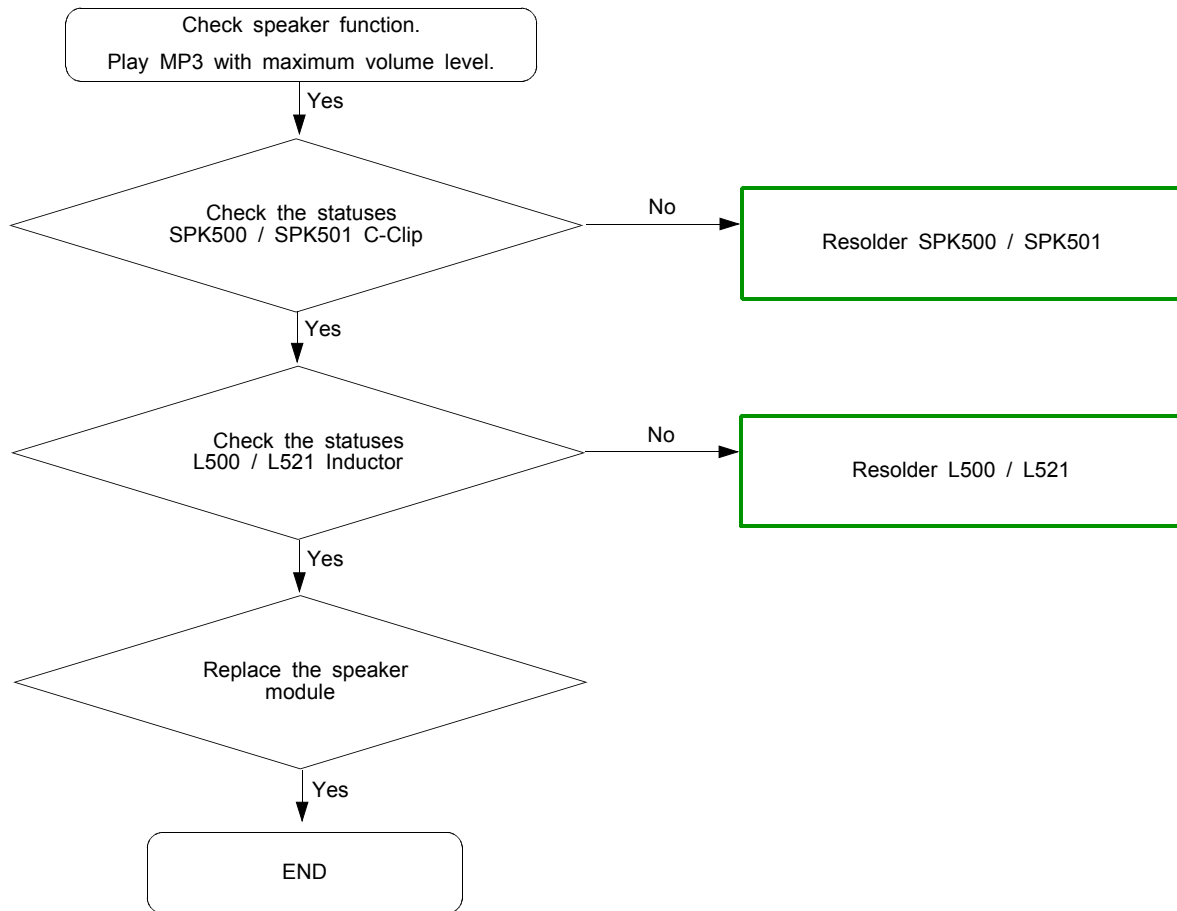 Check speaker function.
Play MP3 with maximum volume level.
Yes
Check the statuses
SPK500 / SPK501 C-Clip
No
Resolder SPK500 / SPK501
Yes
Check the statuses
L500 / L521 Inductor
No
Resolder L500 / L521
Yes
Replace the speaker
module
Yes
END